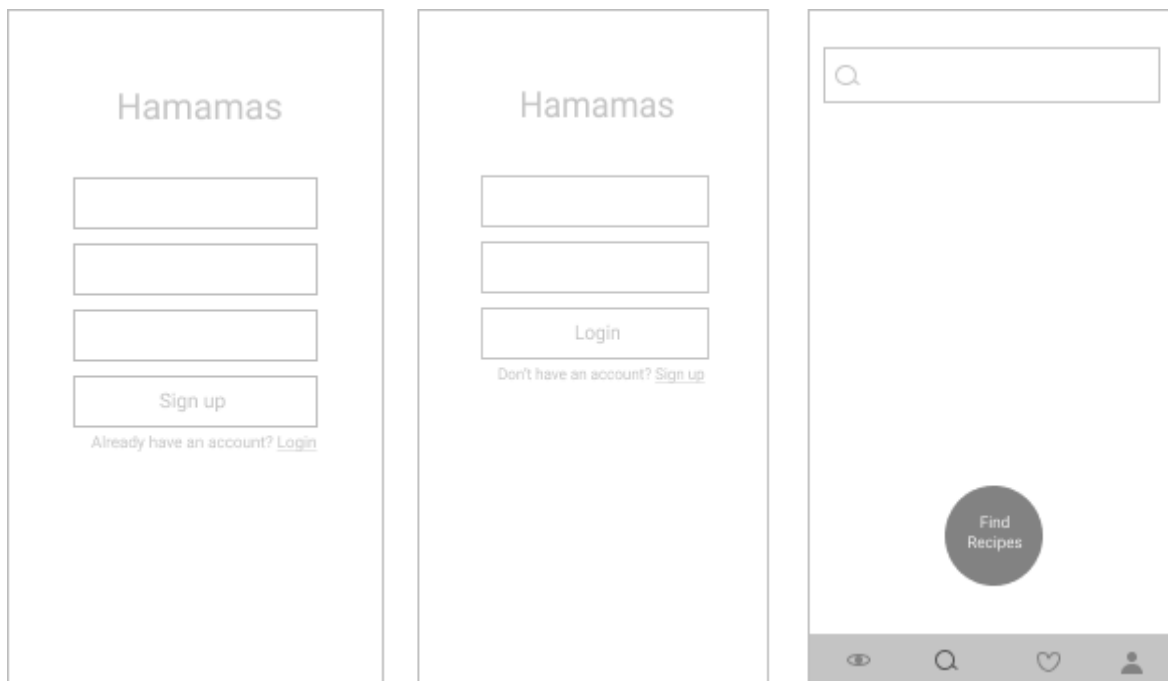 Hamamas
Sign up
Already have an account? Login
Hamamas
Login
Don't have an account? Sign up
Find
Recipes